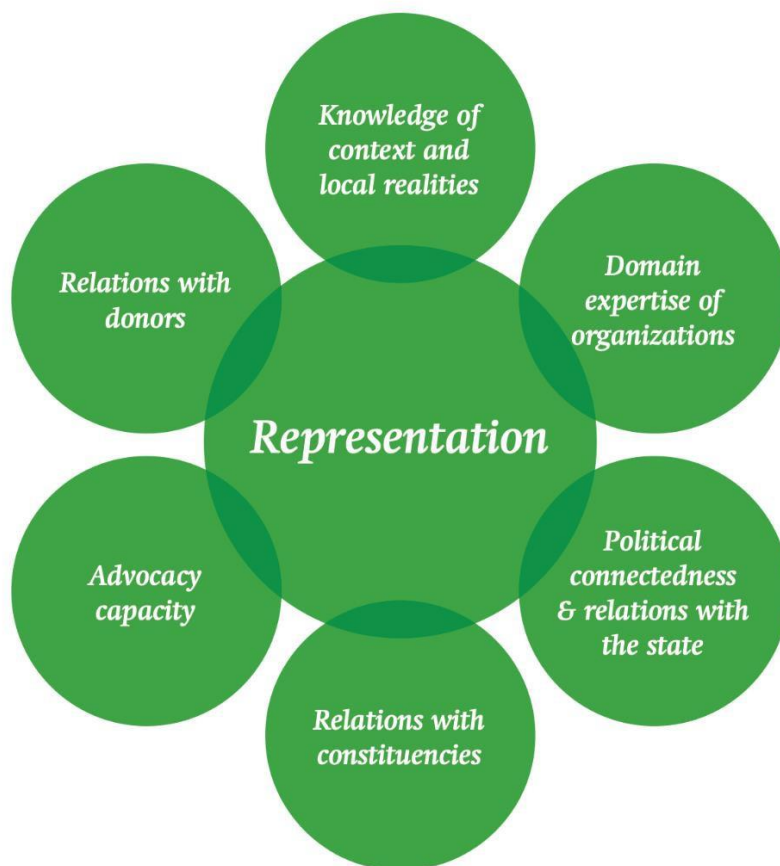 Knowledge of
context and
local realities
Relations with
donors
Domain
expertise of
organizations
Representation
Advocacy
capacity
Political
connectedness
& relations with
the state
Relations with
constituencies